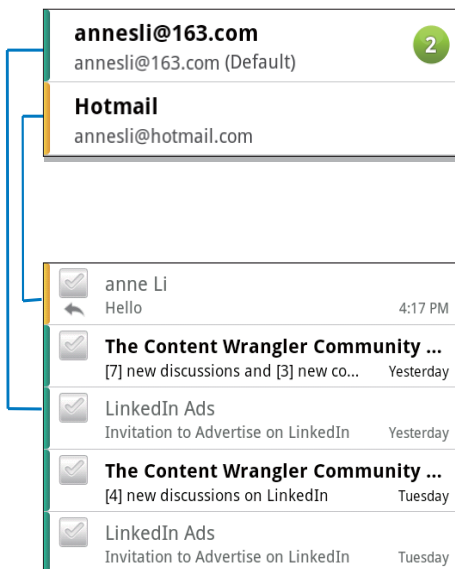 annesli@163.com
annesli@163.com (Default)
2
Hotmail
annesli@hotmail.com
anne Li
Hello 4:17 PM
The Content Wrangler Community ...
[7] new discussions and [3] new co... Yesterday
LinkedIn Ads
Invitation to Advertise on LinkedIn Yesterday
The Content Wrangler Community ...
[4] new discussions on LinkedIn Tuesday
LinkedIn Ads
Invitation to Advertise on LinkedIn Tuesday